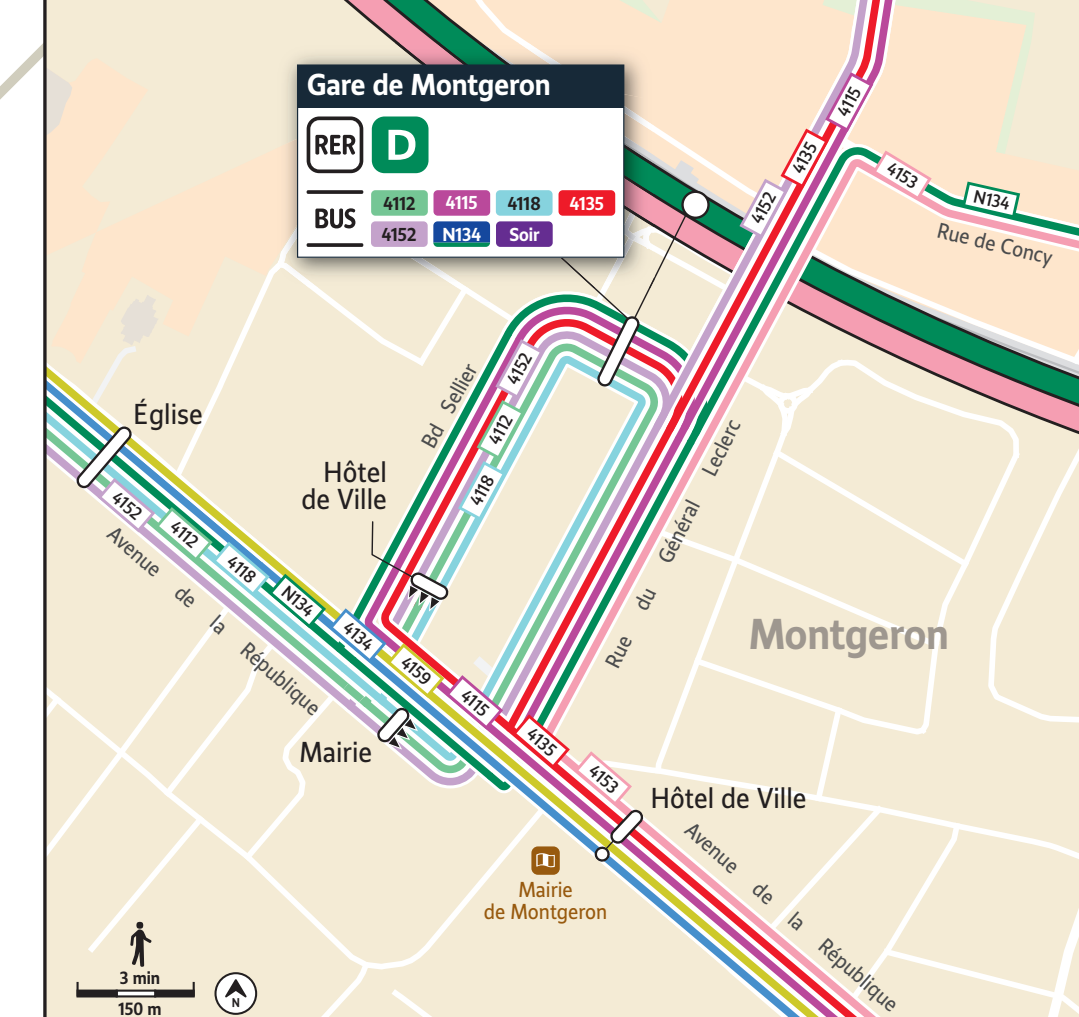 Gare de Montgeron
RER D
BUS 4112 4115 4118 4135
4152 N134 Soir
4115
4135
4152
4153
N134
Rue de Concy
4152
4112
4118
Bd Sellier
Église
Hôtel
de Ville
4152
4112
4118
N134
4134
4159
4115
4135
4153
Avenue de la République
Rue du Général Leclerc
Montgeron
Mairie
Hôtel de Ville
Avenue de la République
Mairie
de Montgeron
3 min
150 m
N